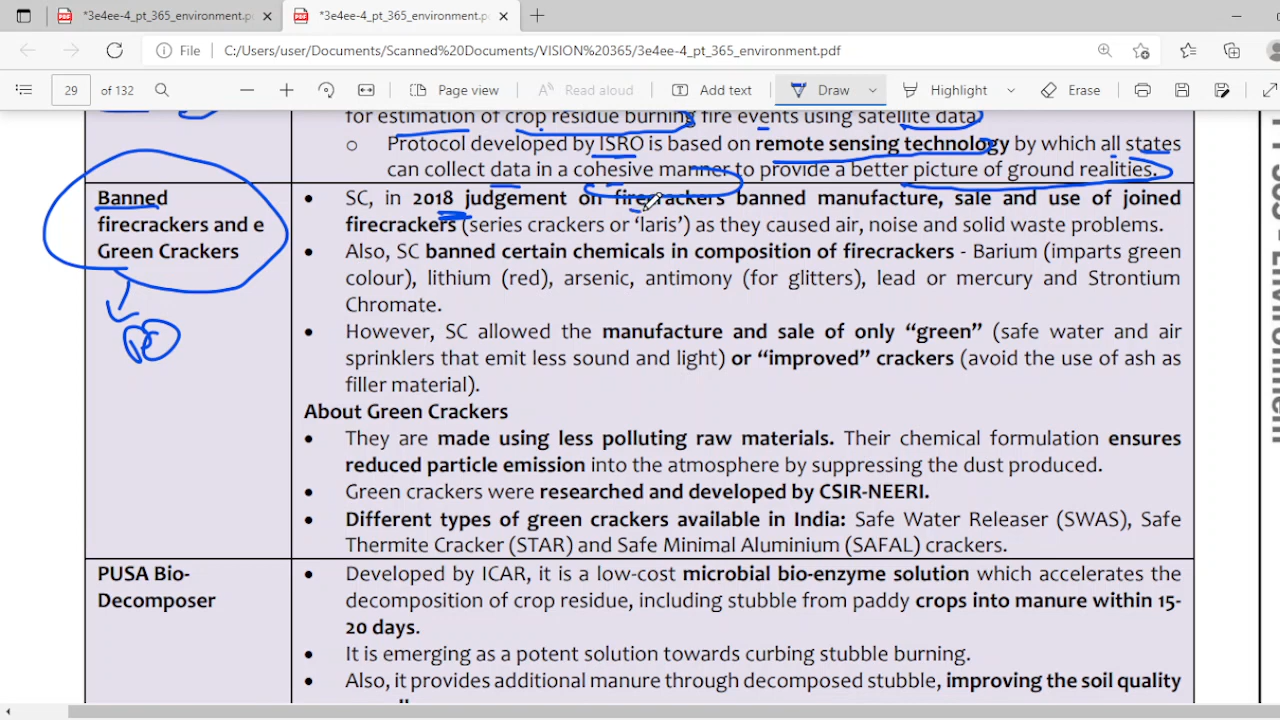 *3e4ee-4_pt_365_environment.p
*3e4ee-4_pt_365_environment.p
File
C:/Users/user/Documents/Scanned%20Documents/VISION%20365/3e4ee-4_pt_365_environment.pdf
29 of 132
Page view
Read aloud
Add text
Draw
Highlight
Erase
for estimation of crop residue burning fire events using satellite data
o Protocol developed by ISRO is based on remote sensing technology by which all states
can collect data in a cohesive manner to provide a better picture of ground realities.
Banned
firecrackers and e
Green Crackers
• SC, in 2018 judgement on firecrackers banned manufacture, sale and use of joined
firecrackers (series crackers or ‘laris’) as they caused air, noise and solid waste problems.
• Also, SC banned certain chemicals in composition of firecrackers - Barium (imparts green
colour), lithium (red), arsenic, antimony (for glitters), lead or mercury and Strontium
Chromate.
• However, SC allowed the manufacture and sale of only “green” (safe water and air
sprinklers that emit less sound and light) or “improved” crackers (avoid the use of ash as
filler material).
About Green Crackers
• They are made using less polluting raw materials. Their chemical formulation ensures
reduced particle emission into the atmosphere by suppressing the dust produced.
• Green crackers were researched and developed by CSIR-NEERI.
• Different types of green crackers available in India: Safe Water Releaser (SWAS), Safe
Thermite Cracker (STAR) and Safe Minimal Aluminium (SAFAL) crackers.
PUSA Bio-
Decomposer
• Developed by ICAR, it is a low-cost microbial bio-enzyme solution which accelerates the
decomposition of crop residue, including stubble from paddy crops into manure within 15-
20 days.
• It is emerging as a potent solution towards curbing stubble burning.
• Also, it provides additional manure through decomposed stubble, improving the soil quality